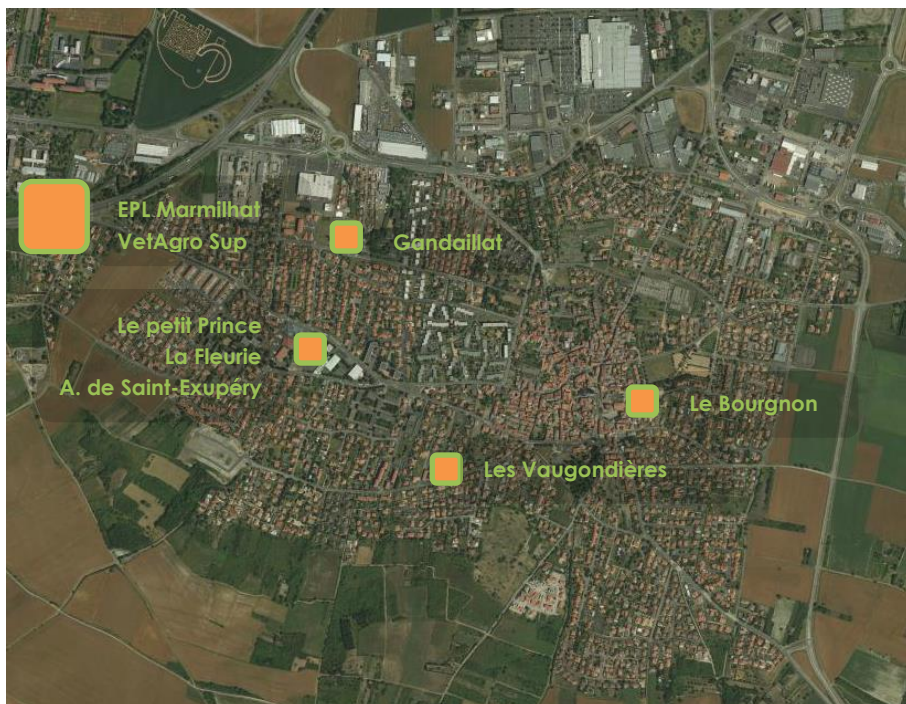 EPL Marmilhat
VetAgro Sup
Gandaillat
Le petit Prince
La Fleurie
A. de Saint-Exupéry
Le Bourgnon
Les Vaugondières